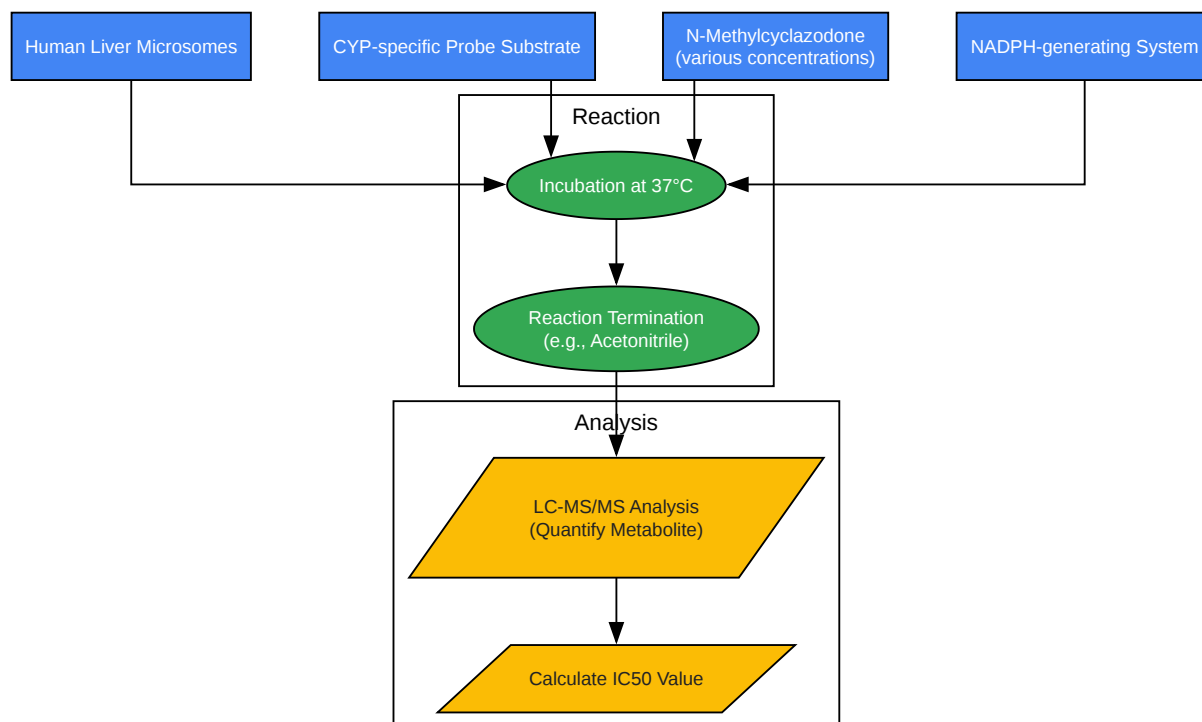 Human Liver Microsomes
CYP-specific Probe Substrate
N-Methylcyclazodone
(various concentrations)
NADPH-generating System
Reaction
Incubation at 37°C
Reaction Termination
(e.g., Acetonitrile)
Analysis
LC-MS/MS Analysis
(Quantify Metabolite)
Calculate IC50 Value